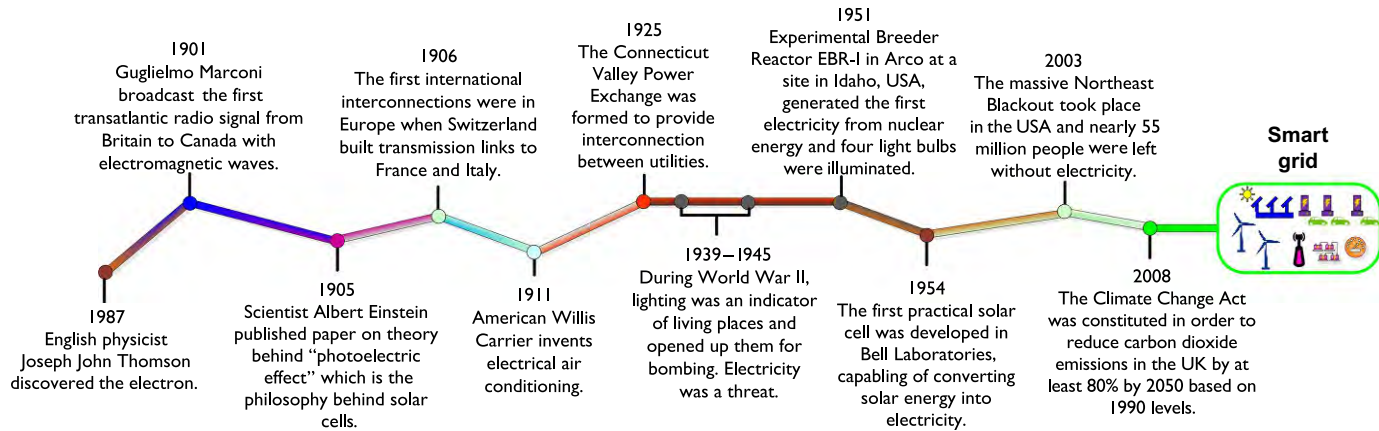 1987
English physicist
Joseph John Thomson
discovered the electron.
1901
Guglielmo Marconi
broadcast the first
transatlantic radio signal from
Britain to Canada with
electromagnetic waves.
1905
Scientist Albert Einstein
published paper on theory
behind “photoelectric
effect” which is the
philosophy behind solar
cells.
1906
The first international
interconnections were in
Europe when Switzerland
built transmission links to
France and Italy.
1911
American Willis
Carrier invents
electrical air
conditioning.
1925
The Connecticut
Valley Power
Exchange was
formed to provide
interconnection
between utilities.
1939–1945
During World War II,
lighting was an indicator
of living places and
opened up them for
bombing. Electricity
was a threat.
1951
Experimental Breeder
Reactor EBR-I in Arco at a
site in Idaho, USA,
generated the first
electricity from nuclear
energy and four light bulbs
were illuminated.
1954
The first practical solar
cell was developed in
Bell Laboratories,
capabling of converting
solar energy into
electricity.
2003
The massive Northeast
Blackout took place
in the USA and nearly 55
million people were left
without electricity.
2008
The Climate Change Act
was constituted in order to
reduce carbon dioxide
emissions in the UK by at
least 80% by 2050 based on
1990 levels.
Smart
grid